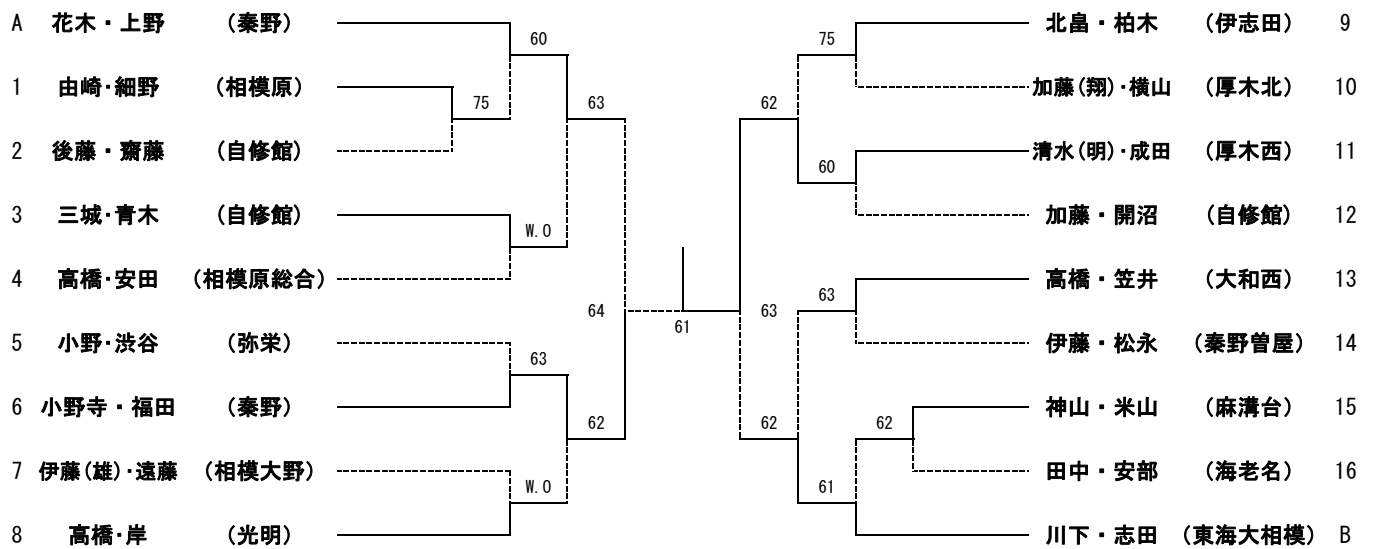 A 花木・上野 （秦野）
60
1 由崎・細野 （相模原）
75
63
2 後藤・齋藤 （自修館）
3 三城・青木 （自修館）
W.O
4 高橋・安田 （相模原総合）
64
5 小野・渋谷 （弥栄）
63
6 小野寺・福田 （秦野）
62
7 伊藤(雄)・遠藤 （相模大野）
W.O
8 高橋・岸 （光明）
61
北畠・柏木 （伊志田） 9
75
加藤(翔)・横山 （厚木北） 10
62
清水(明)・成田 （厚木西） 11
60
加藤・開沼 （自修館） 12
高橋・笠井 （大和西） 13
63
63
伊藤・松永 （秦野曽屋） 14
神山・米山 （麻溝台） 15
62
62
田中・安部 （海老名） 16
61
川下・志田 （東海大相模） B